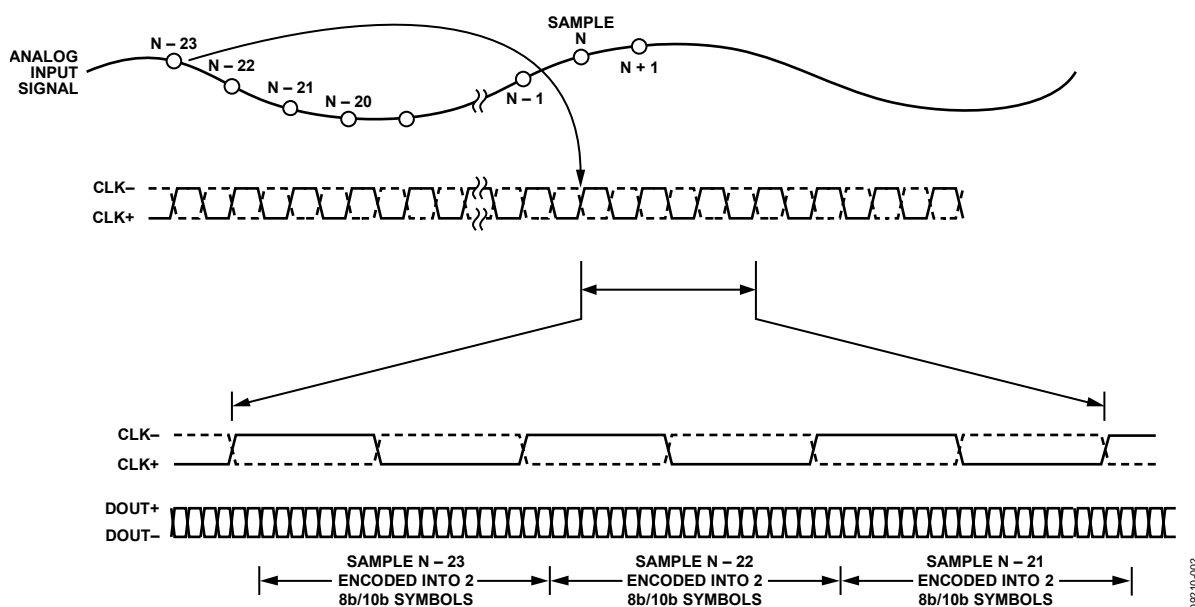 ANALOG
INPUT
SIGNAL
N – 23
N – 22
N – 21
N – 20
N – 1
SAMPLE
N
N + 1
CLK–
CLK+
CLK–
CLK+
DOUT+
DOUT–
SAMPLE N – 23
ENCODED INTO 2
8b/10b SYMBOLS
SAMPLE N – 22
ENCODED INTO 2
8b/10b SYMBOLS
SAMPLE N – 21
ENCODED INTO 2
8b/10b SYMBOLS